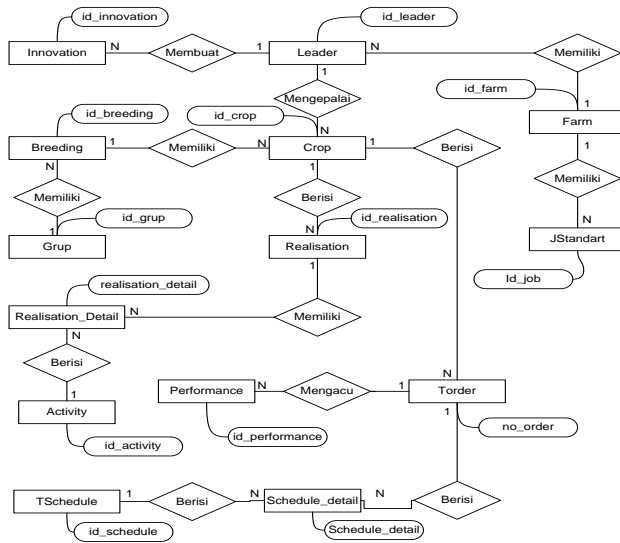 id_innovation
id_leader
Innovation
N
Membuat
1
Leader
N
Memiliki
1
Mengepalai
id_farm
id_breeding
id_crop
1
Farm
N
1
Breeding
1
Memiliki
N
Crop
1
Berisi
N
1
Memiliki
Memiliki
Berisi
id_grup
id_realisation
N
1
Grup
N
Realisation
JStandart
1
realisation_detail
Id_job
Realisation_Detail
N
Memiliki
N
Berisi
N
1
Performance
N
Mengacu
1
Torder
Activity
1
id_activity
id_performance
no_order
TSchedule
1
Berisi
N
Schedule_detail
N
Berisi
id_schedule
Schedule_detail